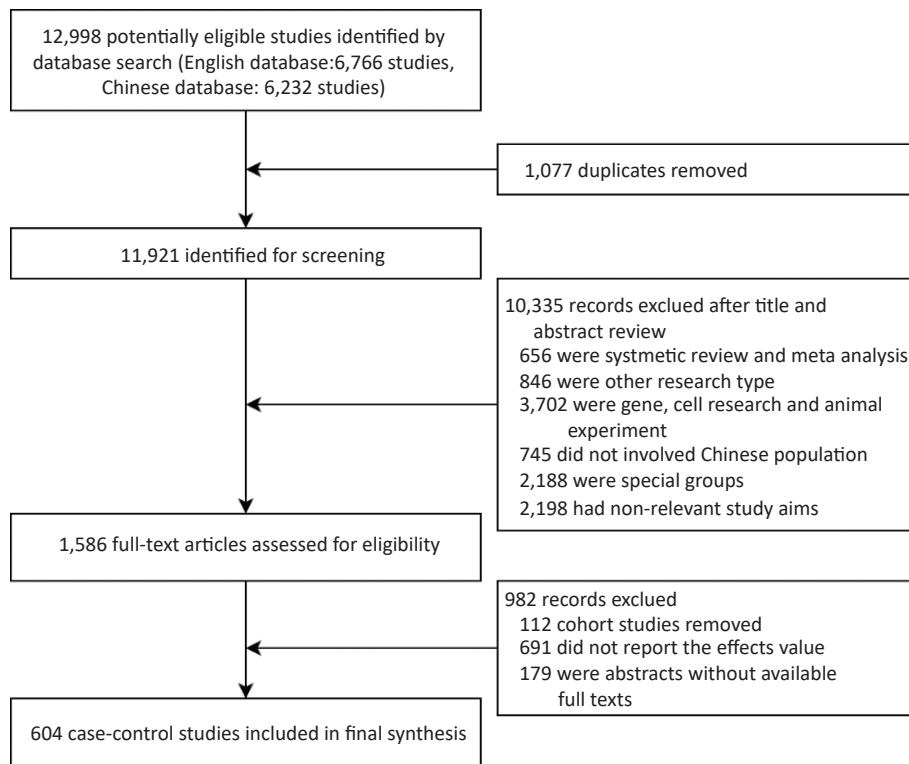 12,998 potentially eligible studies identified by
database search (English database:6,766 studies,
Chinese database: 6,232 studies)
1,077 duplicates removed
11,921 identified for screening
10,335 records exclued after title and
abstract review
656 were systmetic review and meta analysis
846 were other research type
3,702 were gene, cell research and animal
experiment
745 did not involved Chinese population
2,188 were special groups
2,198 had non-relevant study aims
1,586 full-text articles assessed for eligibility
982 records exclued
112 cohort studies removed
691 did not report the effects value
179 were abstracts without available
full texts
604 case-control studies included in final synthesis